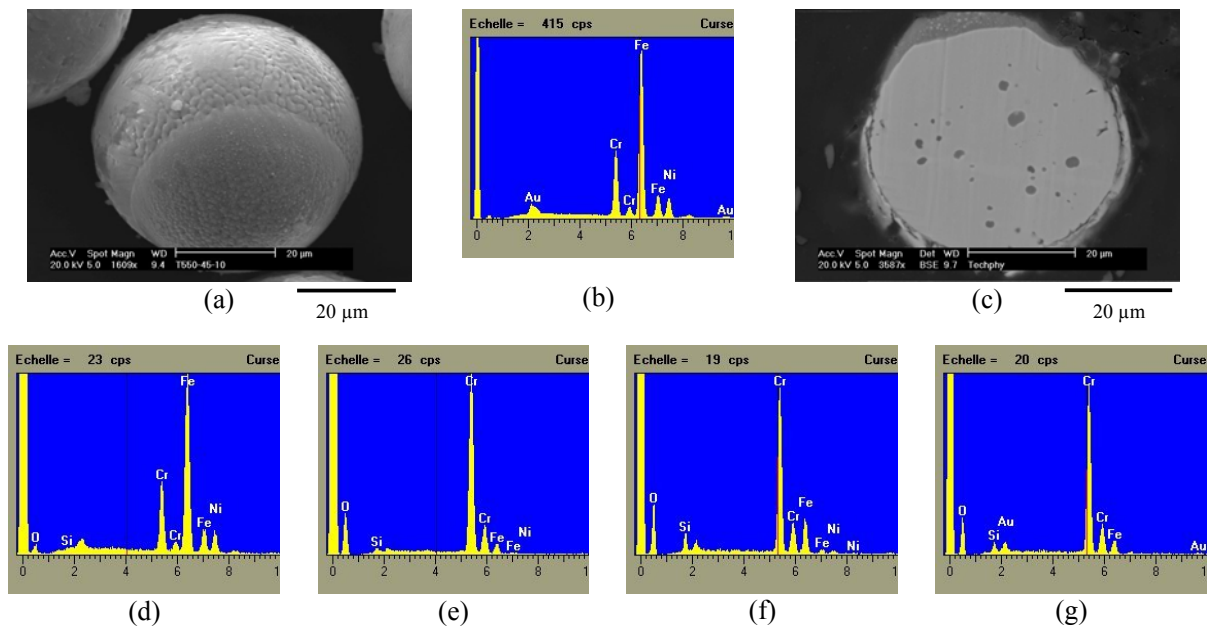 Acc.V Spot Magn WD 20 µm
20.0 kV 5.0 1609x 9.4 T550-45-10
(a)
20 µm
Echelle = 415 cps Curse
Fe
Cr
Ni
Au Cr Fe Au
0 2 4 6 8 1
(b)
Acc.V Spot Magn Det WD 20 µm
20.0 kV 5.0 3587x BSE 9.7 Techphy
(c)
20 µm
Echelle = 23 cps Curse
Fe
Cr
Ni
O Si Cr Fe
0 2 4 6 8 1
(d)
Echelle = 26 cps Curse
Cr
O
Cr Ni
Si Fe Fe
0 2 4 6 8 1
(e)
Echelle = 19 cps Curse
Cr
O Fe
Si Cr Ni
Fe Ni
0 2 4 6 8 1
(f)
Echelle = 20 cps Curse
Cr
O Au Cr
Si Fe Au
0 2 4 6 8 1
(g)